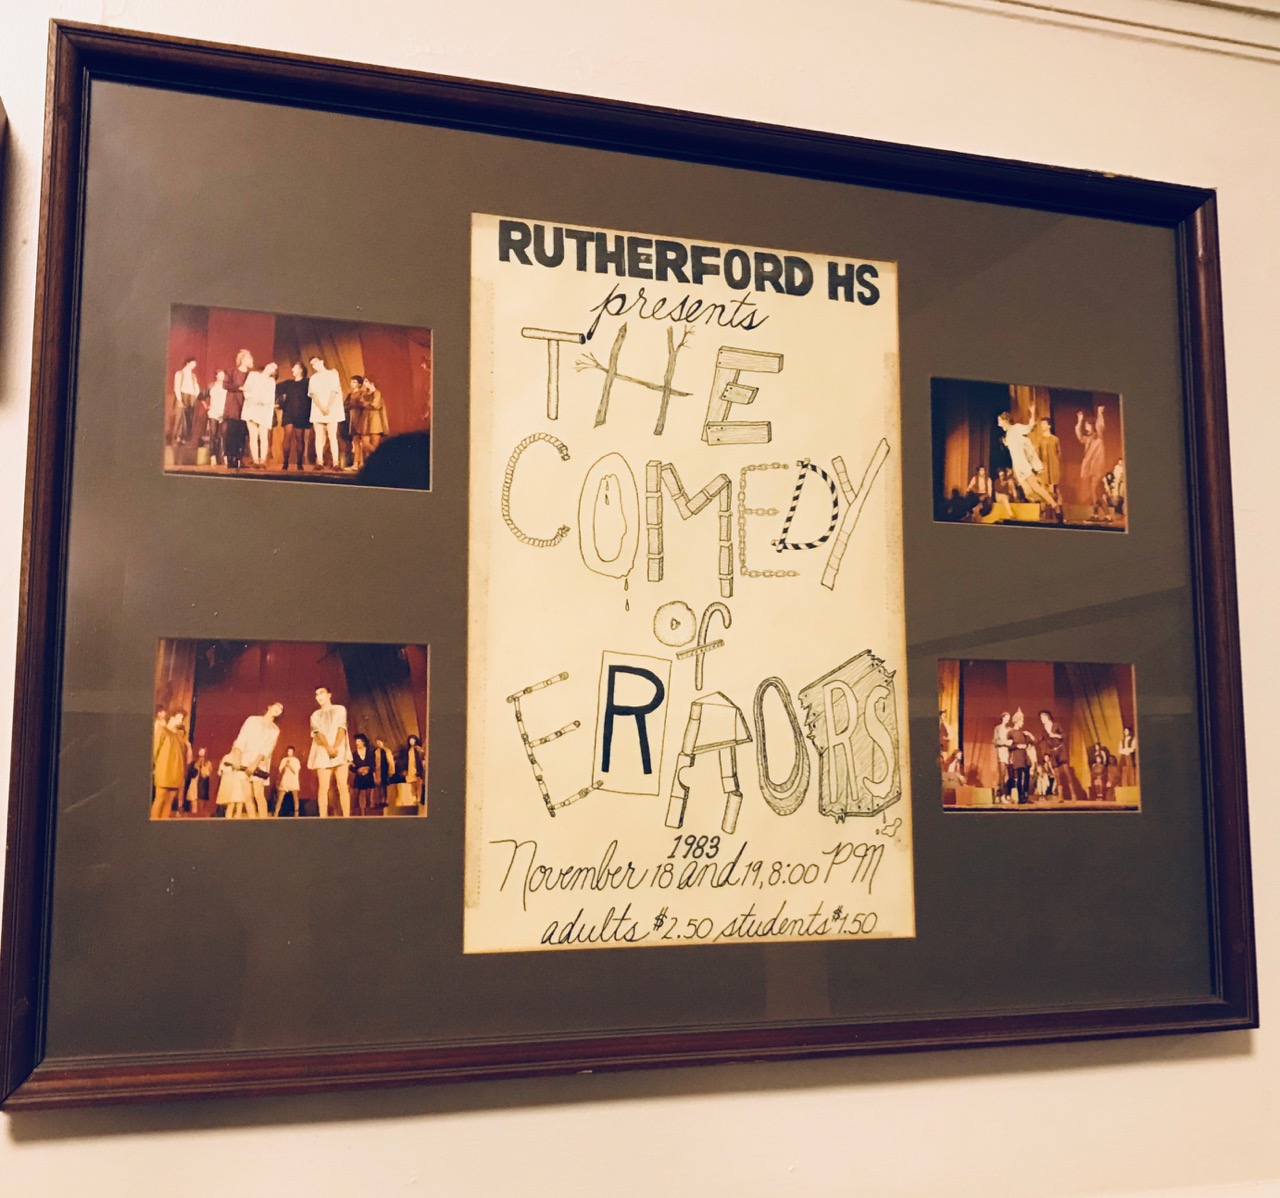 RUTHERFORD HS
presents
THE
COMEDY
of
ERRORS
1983
November 18 and 19, 8:00 PM
adults $2.50 students $1.50